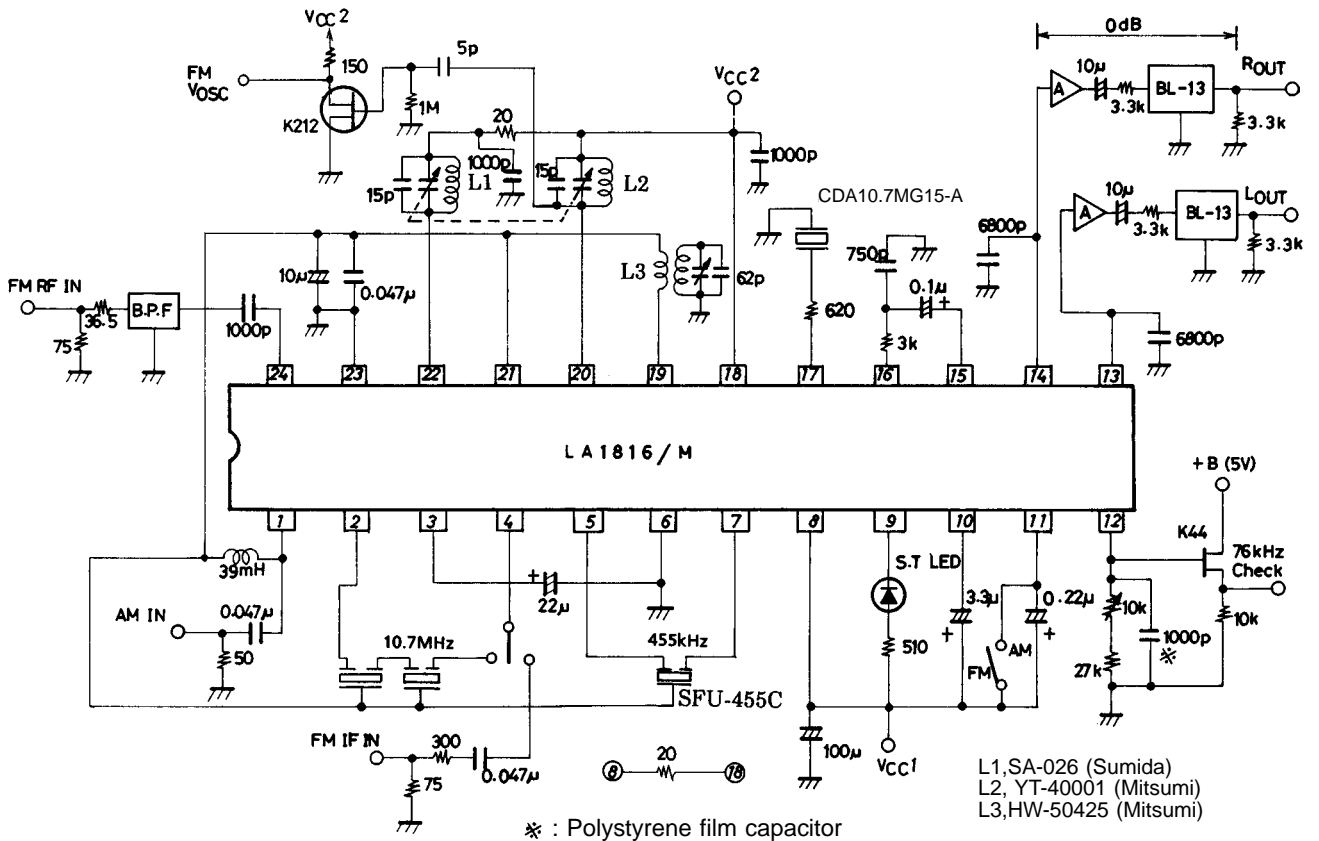 VCC2
0dB
150
5p
FM
VOSC
VCC2
10μ
ROUT
A
BL-13
3.3k
3.3k
K212
1M
20
1000p
1000p
15p
L1
15p
L2
CDA10.7MG15-A
10μ
LOUT
A
BL-13
3.3k
3.3k
6800p
750p
L3
62p
10μ
0.047μ
0.1μ
+
FM RF IN
36.5
B.P.F
1000p
620
75
3k
6800p
24
23
22
21
20
19
18
17
16
15
14
13
LA1816/M
+B (5V)
1
2
3
4
5
6
7
8
9
10
11
12
K44
76kHz
Check
39mH
S.T LED
+
22μ
3.3μ
+
0.22μ
+
10k
10k
AM IN
0.047μ
50
10.7MHz
455kHz
510
AM
FM
1000p
※
27k
SFU-455C
FM IF IN
300
0.047μ
75
8
20
18
100μ
VCC1
L1,SA-026 (Sumida)
L2, YT-40001 (Mitsumi)
L3,HW-50425 (Mitsumi)
※ : Polystyrene film capacitor